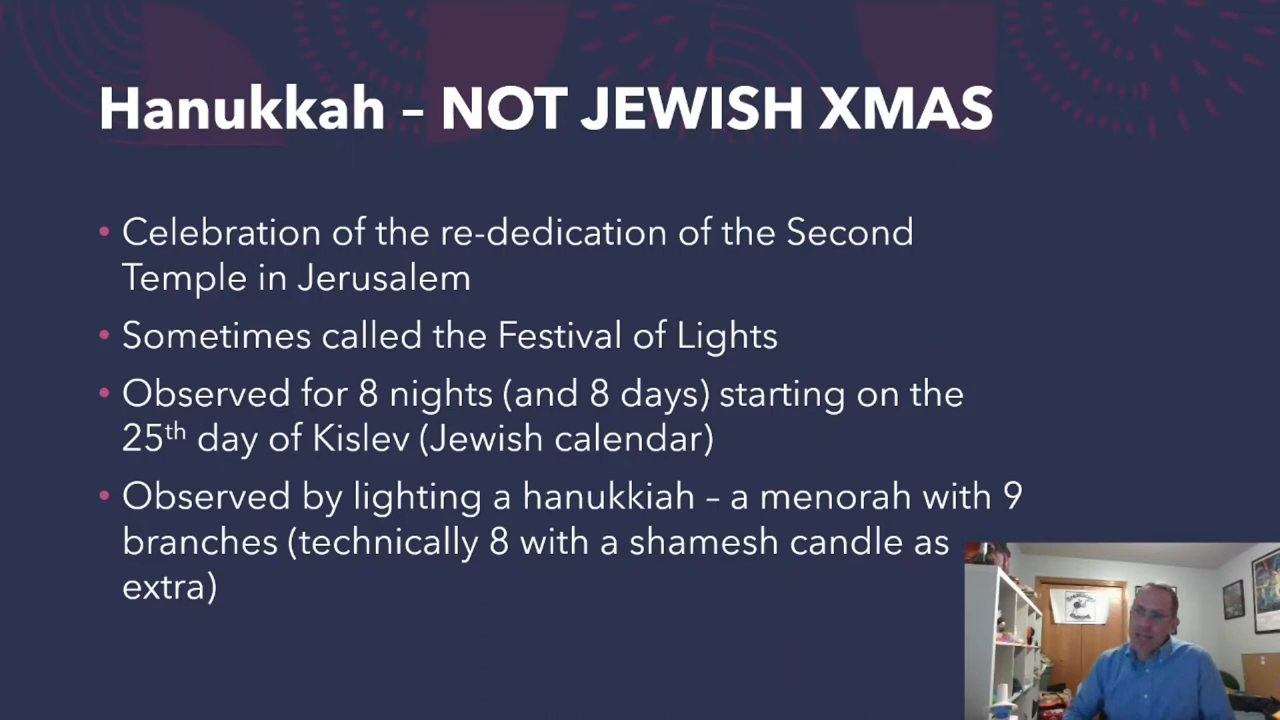 Hanukkah – NOT JEWISH XMAS
• Celebration of the re-dedication of the Second
Temple in Jerusalem
• Sometimes called the Festival of Lights
• Observed for 8 nights (and 8 days) starting on the
25th day of Kislev (Jewish calendar)
• Observed by lighting a hanukkiah – a menorah with 9
branches (technically 8 with a shamesh candle as
extra)